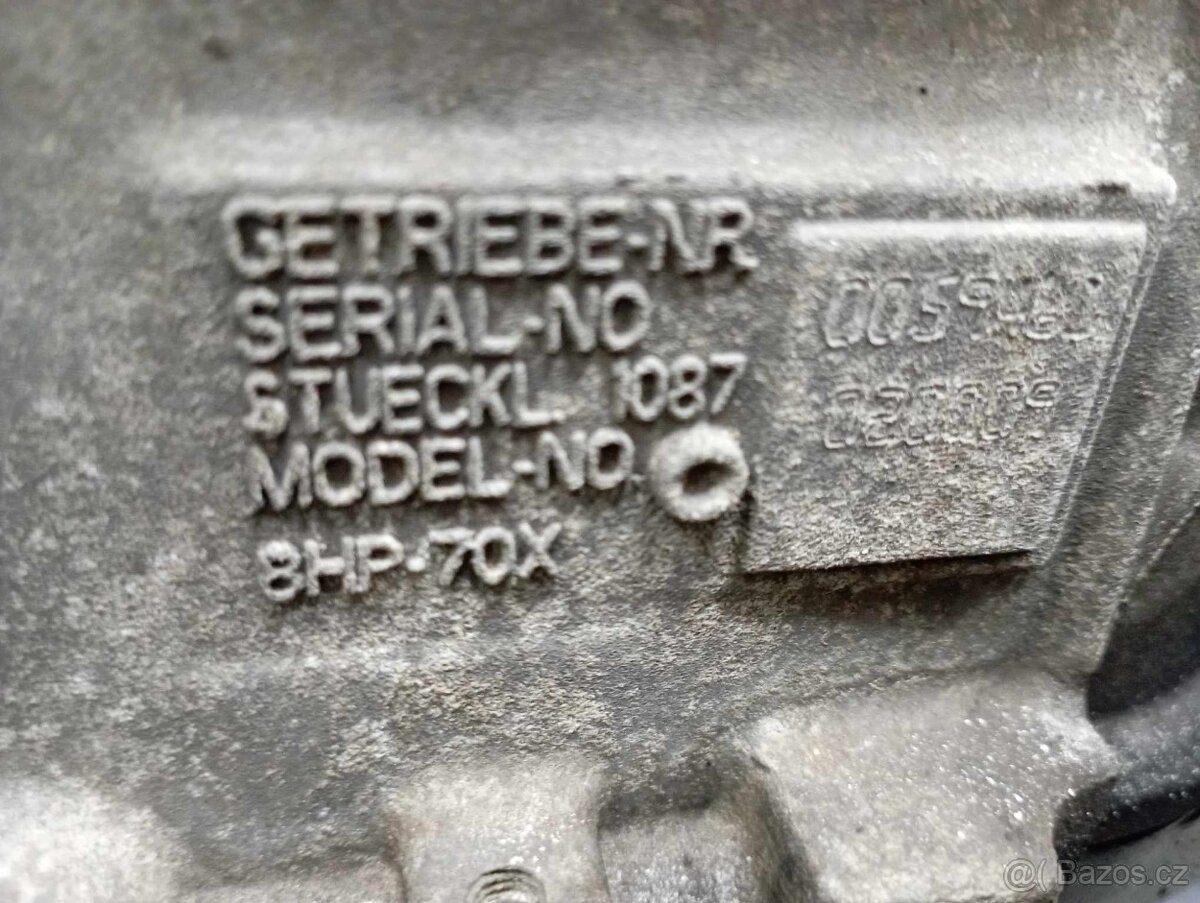 GETRIEBE-NR
SERIAL-NO
STUECKL. 1087
MODEL-NO
8HP-70X
@( Bazos.cz